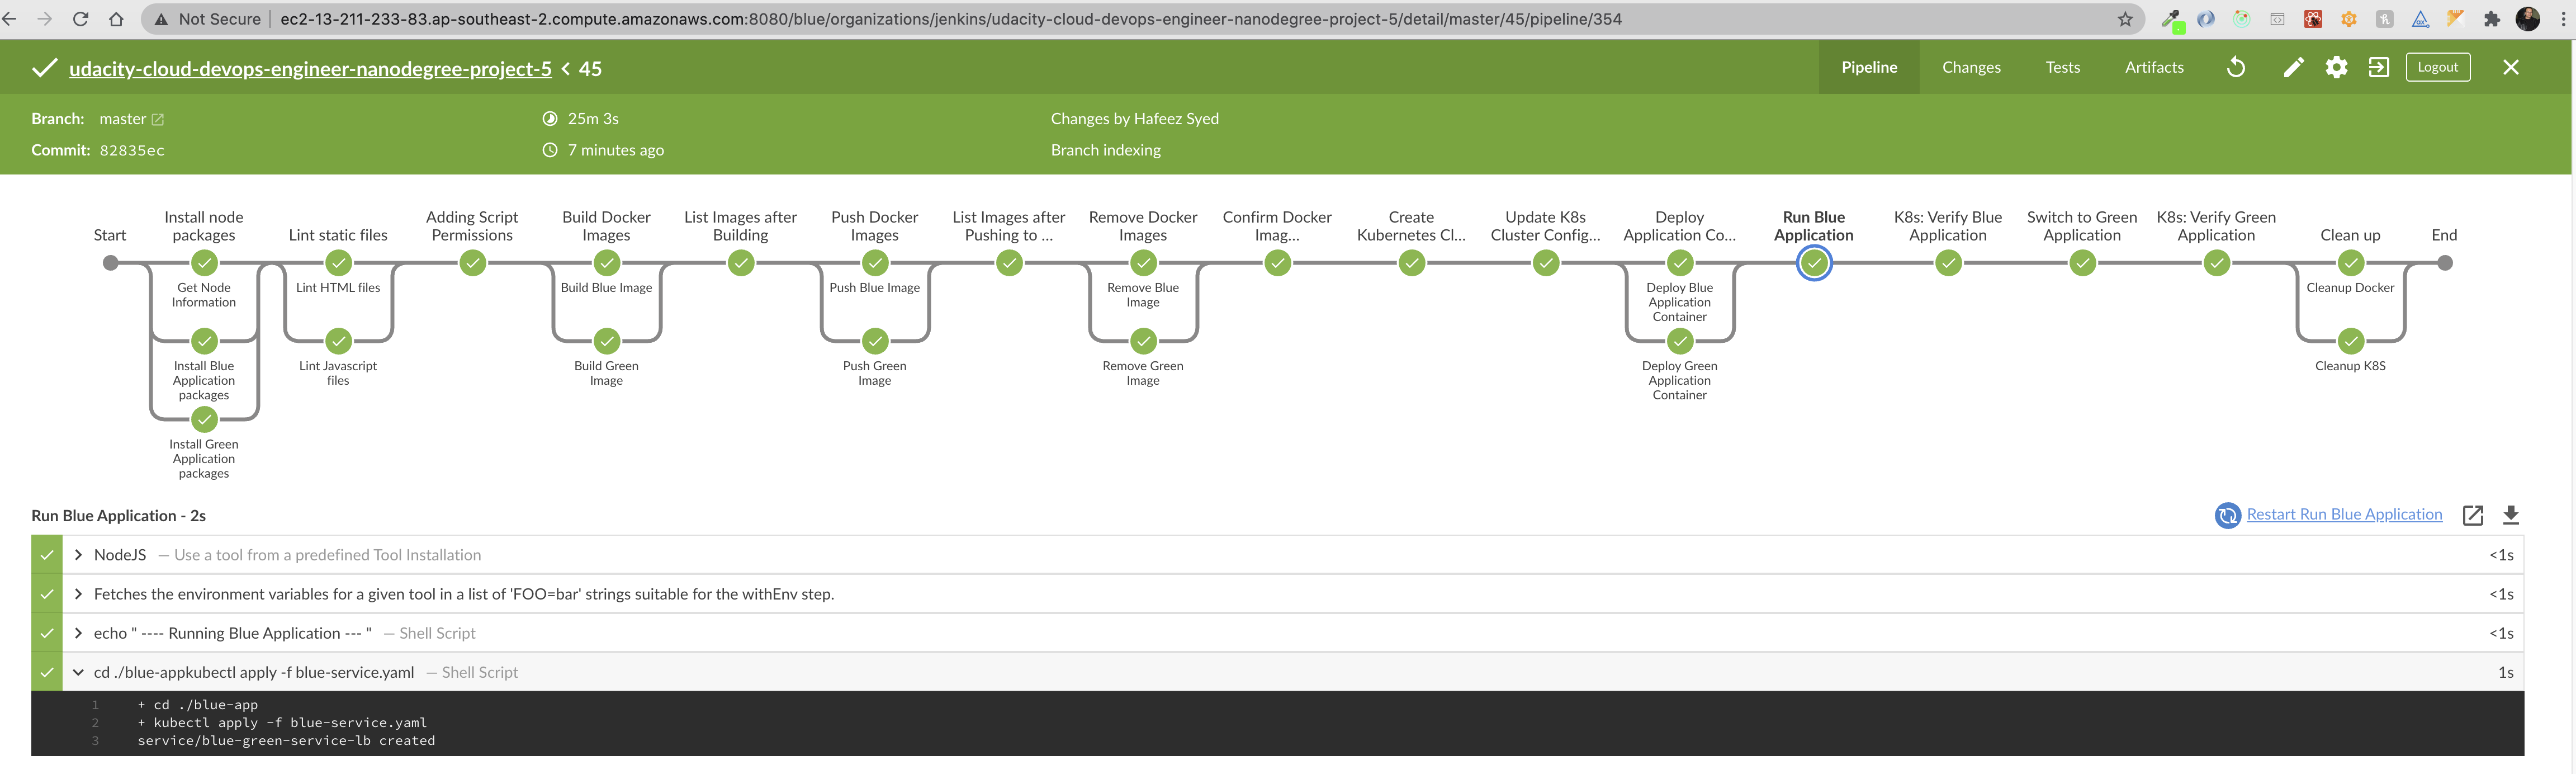 Not Secure
ec2-13-211-233-83.ap-southeast-2.compute.amazonaws.com:8080/blue/organizations/jenkins/udacity-cloud-devops-engineer-nanodegree-project-5/detail/master/45/pipeline/354
udacity-cloud-devops-engineer-nanodegree-project-5 < 45
Pipeline
Changes
Tests
Artifacts
Logout
Branch: master
25m 3s
Changes by Hafeez Syed
Commit: 82835ec
7 minutes ago
Branch indexing
Start
Install node
packages
Lint static files
Adding Script
Permissions
Build Docker
Images
List Images after
Building
Push Docker
Images
List Images after
Pushing to ...
Remove Docker
Images
Confirm Docker
Imag...
Create
Kubernetes Cl...
Update K8s
Cluster Config...
Deploy
Application Co...
Run Blue
Application
K8s: Verify Blue
Application
Switch to Green
Application
K8s: Verify Green
Application
Clean up
End
Get Node
Information
Lint HTML files
Build Blue Image
Push Blue Image
Remove Blue
Image
Deploy Blue
Application
Container
Cleanup Docker
Install Blue
Application
packages
Lint Javascript
files
Build Green
Image
Push Green
Image
Remove Green
Image
Deploy Green
Application
Container
Cleanup K8S
Install Green
Application
packages
Run Blue Application - 2s
Restart Run Blue Application
NodeJS — Use a tool from a predefined Tool Installation <1s
Fetches the environment variables for a given tool in a list of 'FOO=bar' strings suitable for the withEnv step. <1s
echo " ---- Running Blue Application --- " — Shell Script <1s
cd ./blue-appkubectl apply -f blue-service.yaml — Shell Script 1s
1 + cd ./blue-app
2 + kubectl apply -f blue-service.yaml
3 service/blue-green-service-lb created